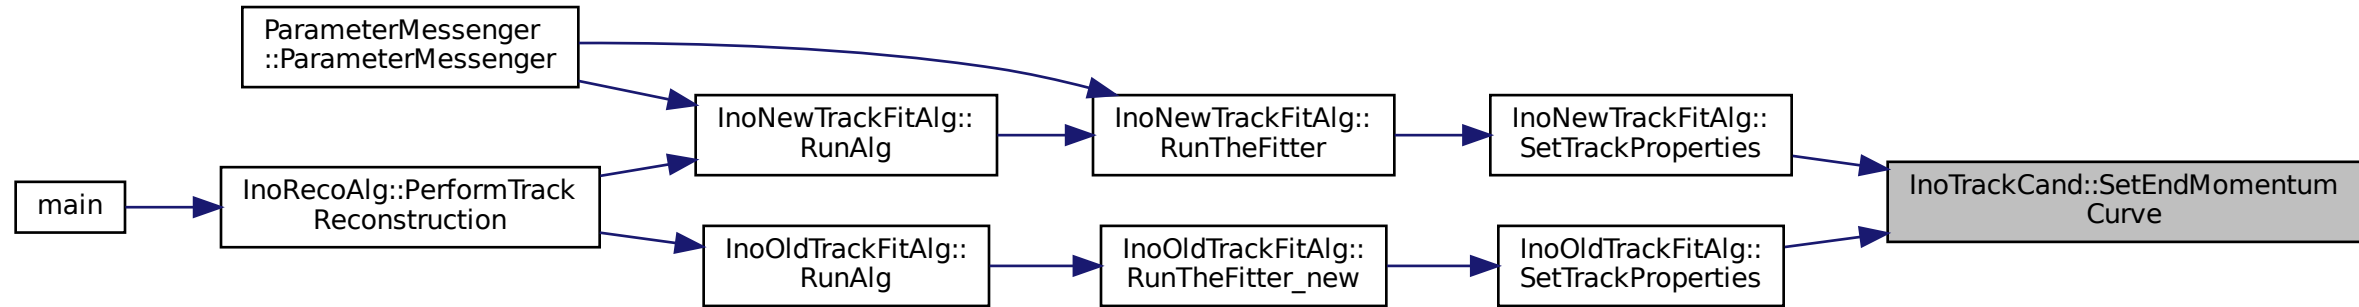 ParameterMessenger
::ParameterMessenger
InoNewTrackFitAlg::
RunAlg
InoNewTrackFitAlg::
RunTheFitter
InoNewTrackFitAlg::
SetTrackProperties
main
InoRecoAlg::PerformTrack
Reconstruction
InoTrackCand::SetEndMomentum
Curve
InoOldTrackFitAlg::
RunAlg
InoOldTrackFitAlg::
RunTheFitter_new
InoOldTrackFitAlg::
SetTrackProperties